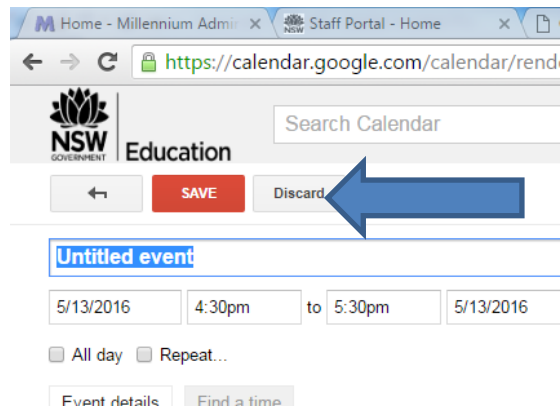 M Home - Millennium Admi
Staff Portal - Home
https://calendar.google.com/calendar/rend
NSW
GOVERNMENT
Education
Search Calendar
SAVE
Discard
Untitled event
5/13/2016 4:30pm to 5:30pm 5/13/2016
All day Repeat...
Event details Find a time